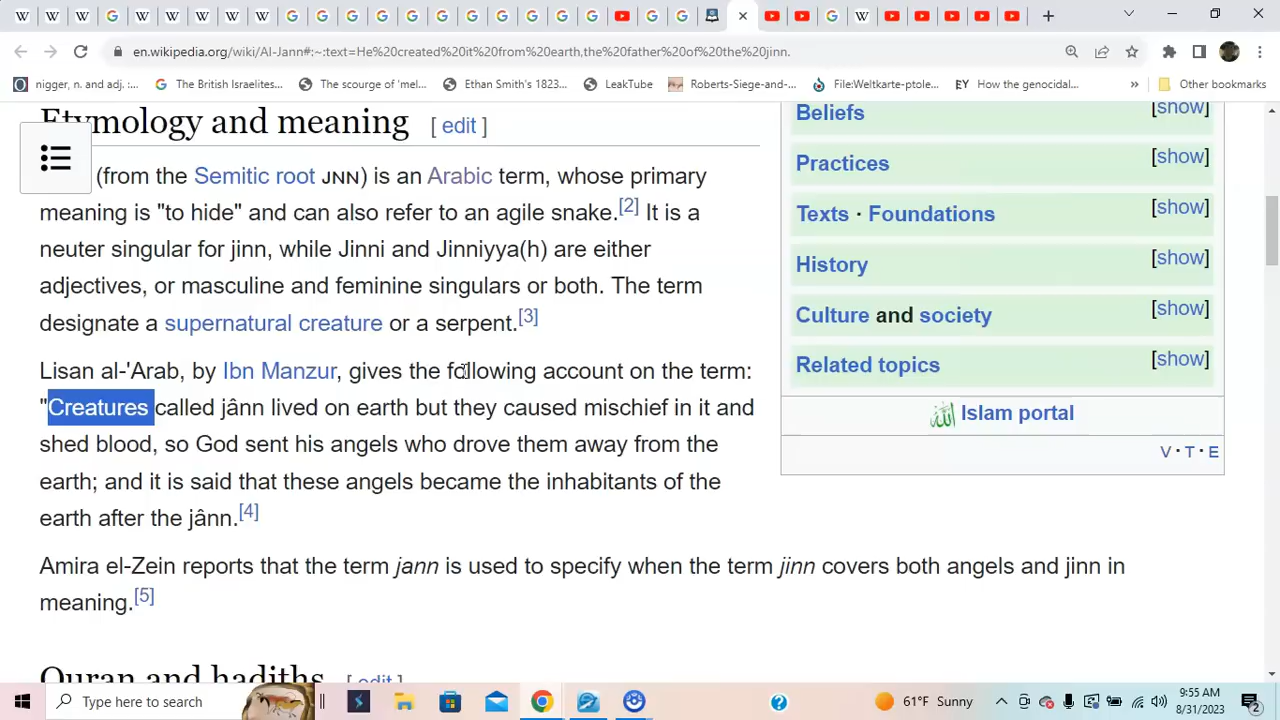 en.wikipedia.org/wiki/Al-Jann#:~:text=He%20created%20it%20from%20earth,the%20father%20of%20the%20jinn.
nigger, n. and adj. :... The British Israelites... The scourge of 'mel... Ethan Smith's 1823... LeakTube Roberts-Siege-and-... File:Weltkarte-ptole... EY How the genocidal... » Other bookmarks
Etymology and meaning [ edit ]
(from the Semitic root JNN) is an Arabic term, whose primary
meaning is "to hide" and can also refer to an agile snake.[2] It is a
neuter singular for jinn, while Jinni and Jinniyya(h) are either
adjectives, or masculine and feminine singulars or both. The term
designate a supernatural creature or a serpent.[3]
Lisan al-'Arab, by Ibn Manzur, gives the following account on the term:
"Creatures called jânn lived on earth but they caused mischief in it and
shed blood, so God sent his angels who drove them away from the
earth; and it is said that these angels became the inhabitants of the
earth after the jânn.[4]
Amira el-Zein reports that the term jann is used to specify when the term jinn covers both angels and jinn in
meaning.[5]
Quran and hadiths [ edit ]
Beliefs [show]
Practices [show]
Texts · Foundations [show]
History [show]
Culture and society [show]
Related topics [show]
Islam portal
V · T · E
Type here to search
61°F Sunny
9:55 AM
8/31/2023
2